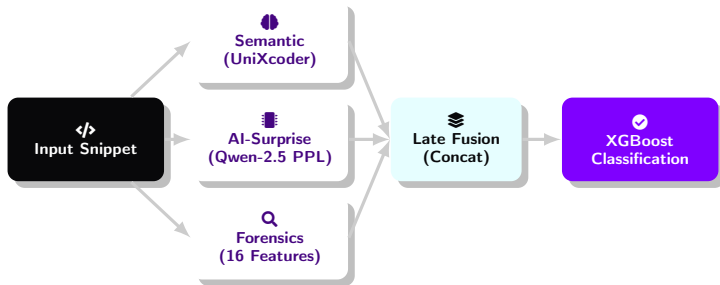 Semantic
(UniXcoder)
Input Snippet
AI-Surprise
(Qwen-2.5 PPL)
Late Fusion
(Concat)
XGBoost
Classification
Forensics
(16 Features)